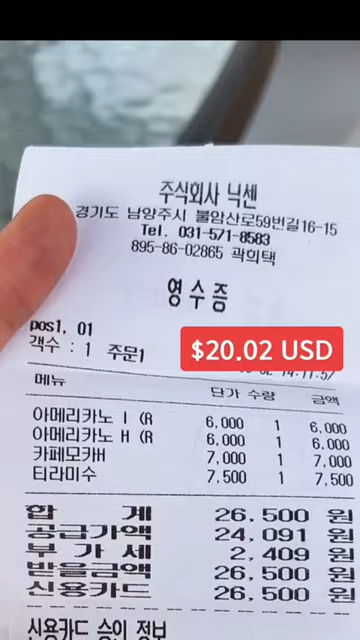 주식회사 닉센
경기도 남양주시 불암산로59번길16-15
Tel. 031-571-8583
895-86-02865 곽희택
영수증
pos1, 01
객수 : 1 주문1
$20.02 USD
14:11:57
메뉴 단가 수량 금액
아메리카노 I (R 6,000 1 6,000
아메리카노 H (R 6,000 1 6,000
카페모카H 7,000 1 7,000
티라미수 7,500 1 7,500
합 계 26,500 원
공급가액 24,091 원
부 가 세 2,409 원
받을금액 26,500 원
신용카드 26,500 원
신용카드 승인 정보